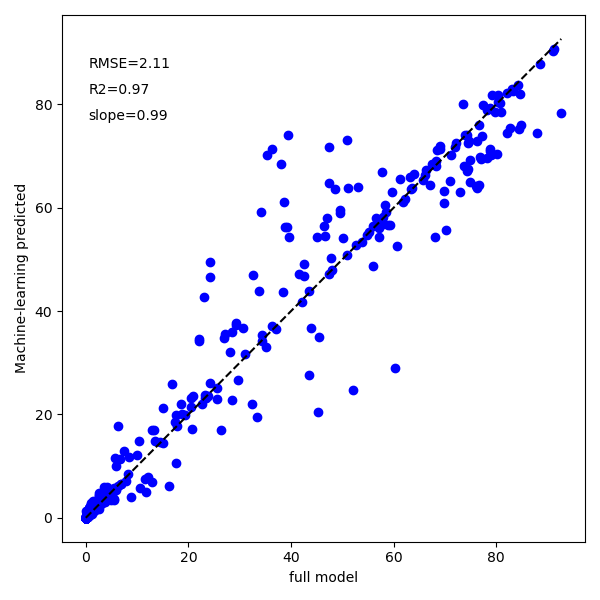 RMSE=2.11
R2=0.97
slope=0.99
Machine-learning predicted
80
60
40
20
0
0 20 40 60 80
full model